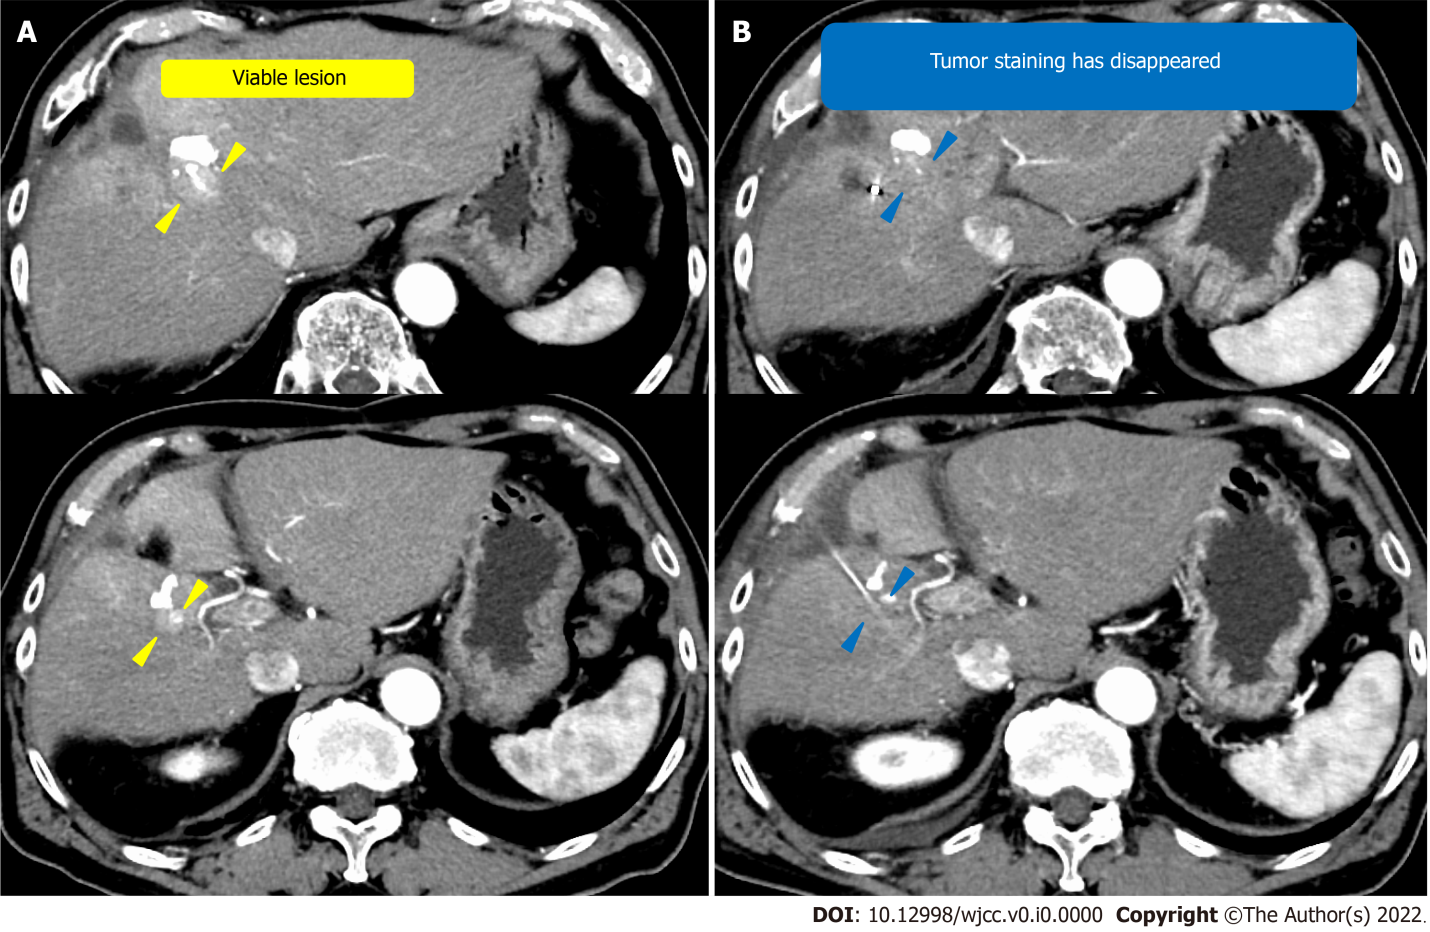 A
Viable lesion
B
Tumor staining has disappeared
DOI: 10.12998/wjcc.v0.i0.0000 Copyright ©The Author(s) 2022.